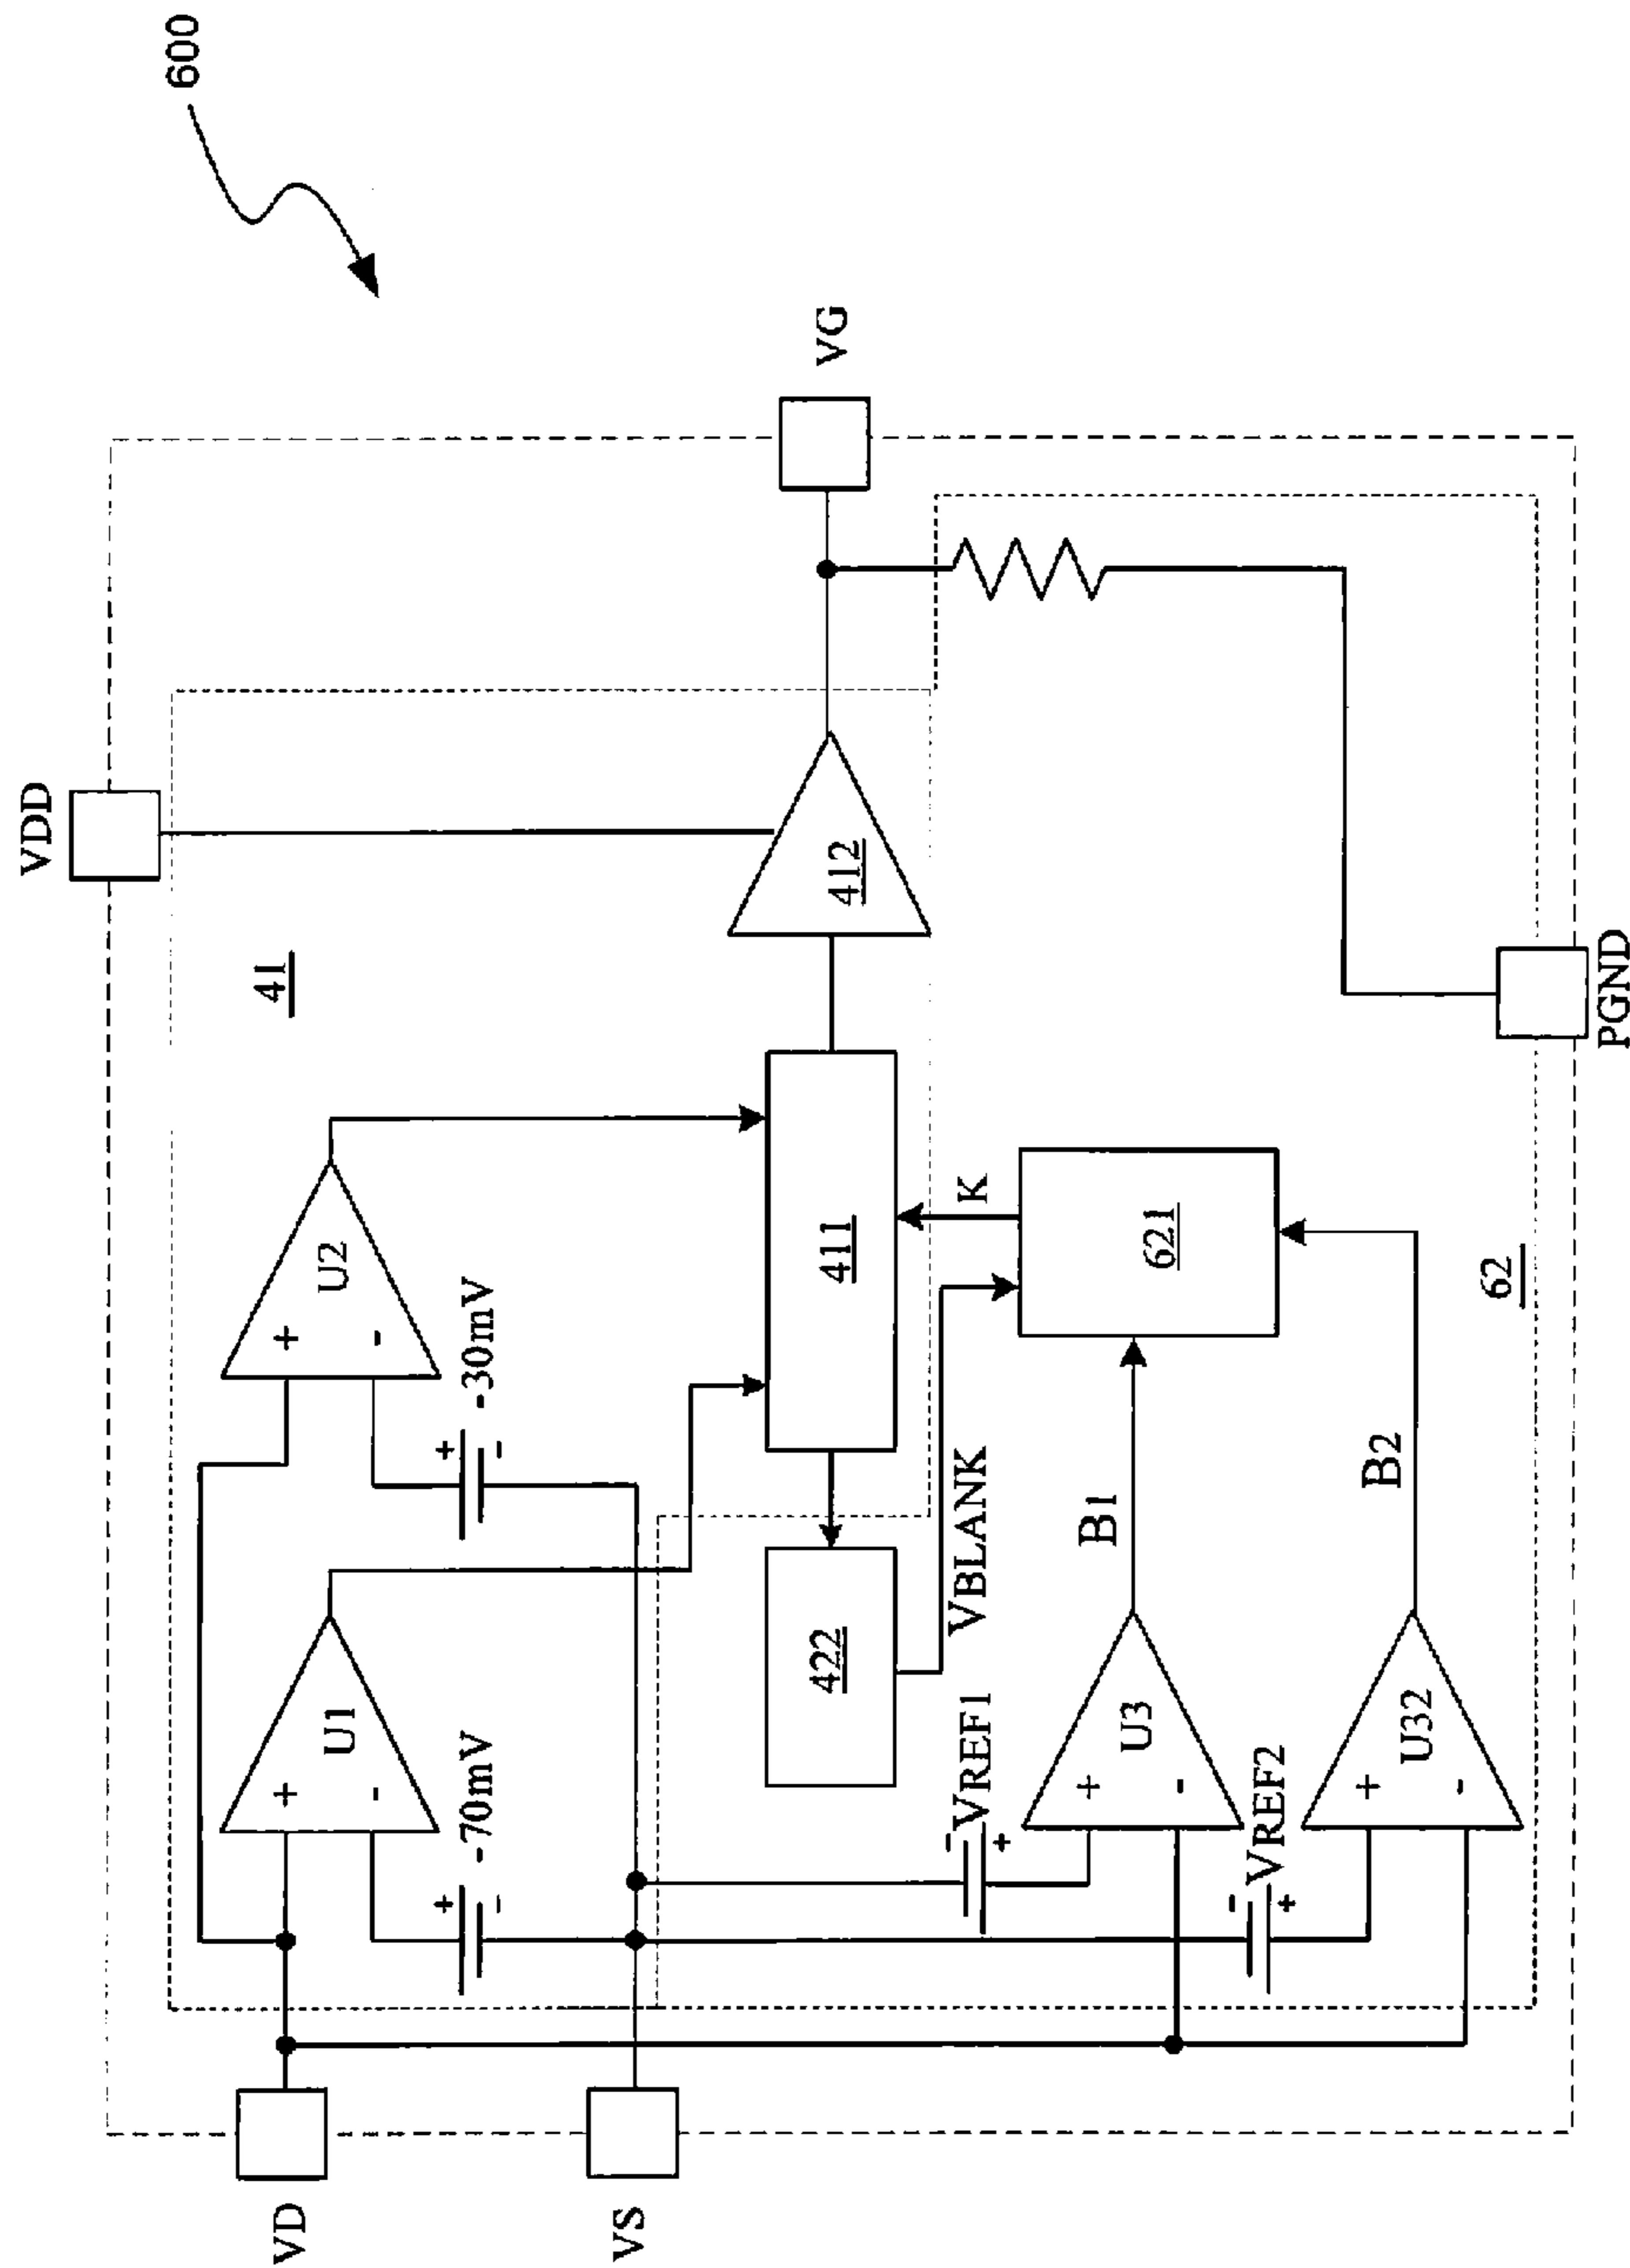 600
VDD
41
U1
+
-
+
-
-70mV
U2
+
-
+
-
-30mV
VD
VS
VG
411
412
422
VBLANK
K
621
-
VREF1
+
U3
+
-
B1
-
VREF2
+
U32
+
-
B2
62
PGND